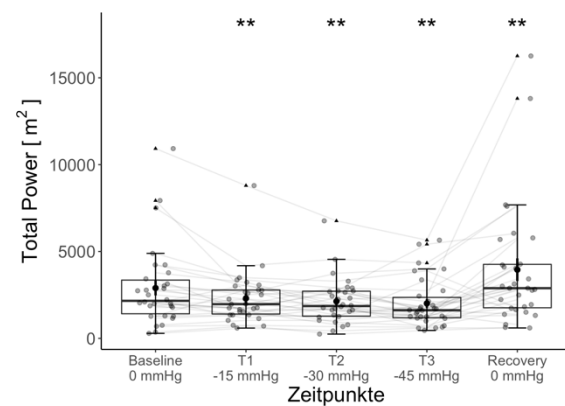 ** ** ** **
15000
10000
5000
0
Total Power [ m² ]
Baseline T1 T2 T3 Recovery
0 mmHg -15 mmHg -30 mmHg -45 mmHg 0 mmHg
Zeitpunkte